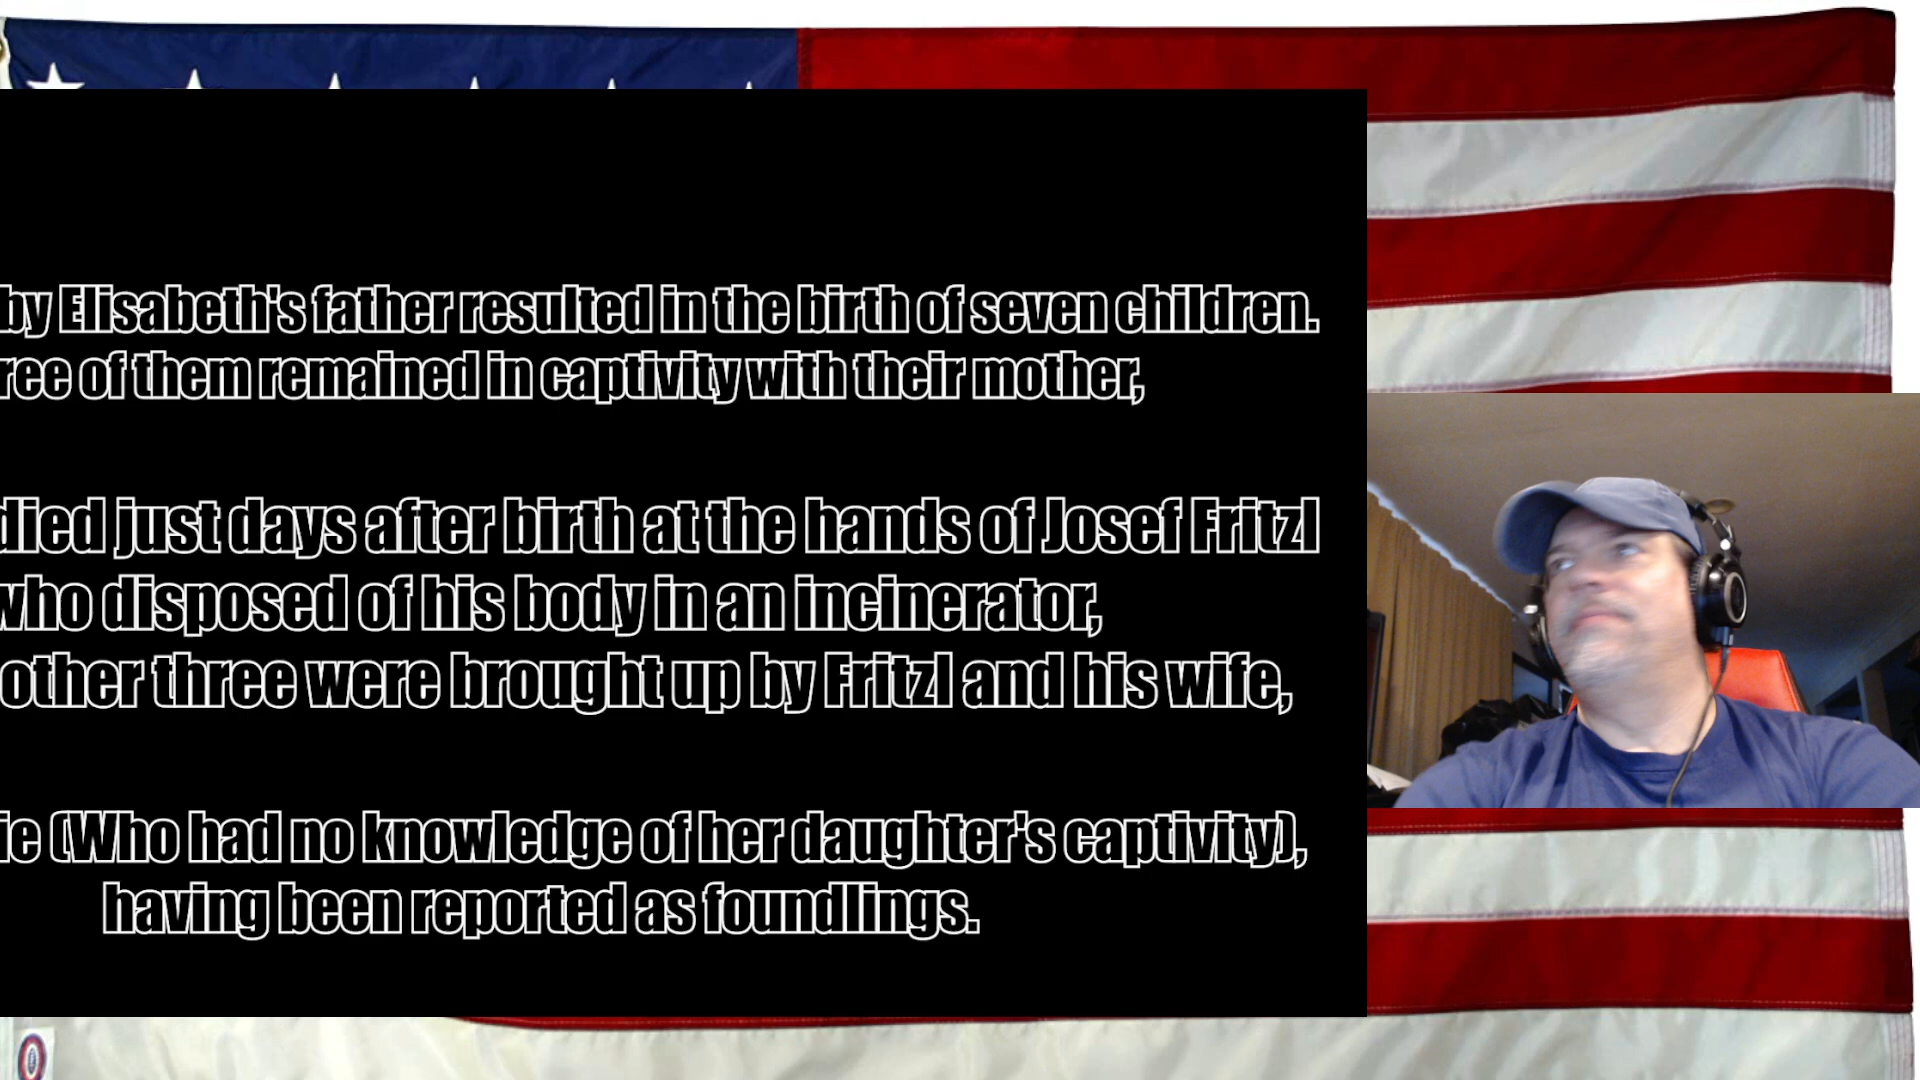 by Elisabeth's father resulted in the birth of seven children.
of them remained in captivity with their mother,
died just days after birth at the hands of Josef Fritzl
who disposed of his body in an incinerator,
other three were brought up by Fritzl and his wife,
(Who had no knowledge of her daughter's captivity),
having been reported as foundlings.